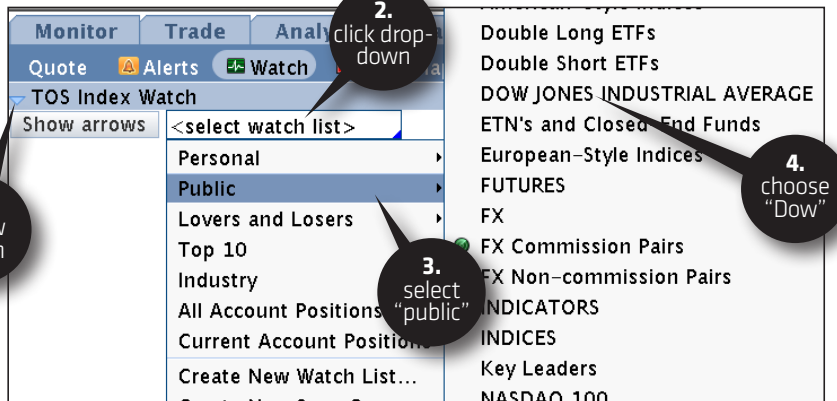 Monitor
Trade
2.
click drop-
down
Quote
Alerts
Watch
TOS Index Watch
Show arrows
<select watch list>
Personal
Public
Lovers and Losers
Top 10
Industry
All Account Positions
Current Account
Create New Watch List...
3.
select
"public"
Double Long ETFs
Double Short ETFs
DOW JONES INDUSTRIAL AVERAGE
ETN's and Closed-End Funds
European-Style Indices
FUTURES
FX
FX Commission Pairs
FX Non-commission Pairs
INDICATORS
INDICES
Key Leaders
NASDAQ 100
4.
choose
"Dow"